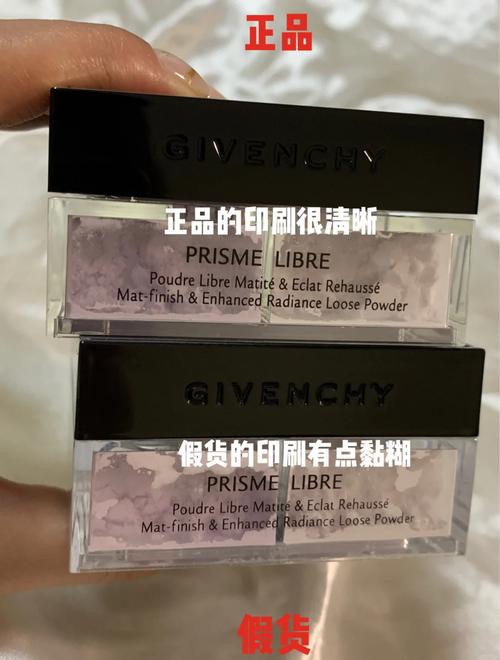 正品
GIVENCHY
正品的印刷很清晰
PRISME LIBRE
Poudre Libre Matité & Eclat Rehaussé
Mat-finish & Enhanced Radiance Loose Powder
GIVENCHY
假货的印刷有点黏糊
PRISME LIBRE
Poudre Libre Matité & Eclat Rehaussé
Mat-finish & Enhanced Radiance Loose Powder
假货